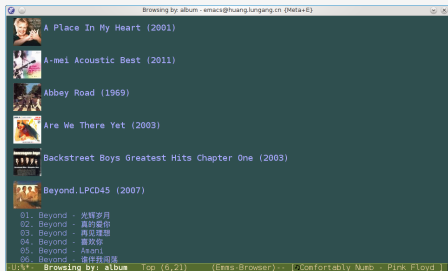 Browsing by: album - emacs@huang.lungang.cn {Meta+E}
A Place In My Heart (2001)
A-mei Acoustic Best (2011)
Abbey Road (1969)
Are We There Yet (2003)
Backstreet Boys Greatest Hits Chapter One (2003)
Beyond.LPCD45 (2007)
01. Beyond - 光辉岁月
02. Beyond - 真的爱你
03. Beyond - 再见理想
04. Beyond - 喜欢你
05. Beyond - Amani
06. Beyond - 谁伴我闯荡
-U:%*- Browsing by: album Top (6,21) (Emms-Browser)-- [Comfortably Numb - Pink Floyd ]